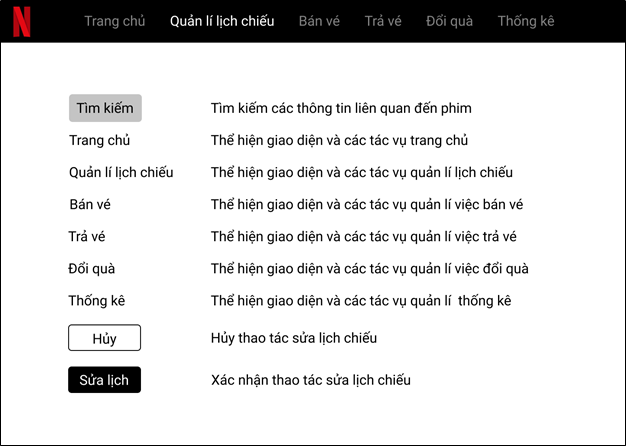 Trang chủ Quản lí lịch chiếu Bán vé Trả vé Đổi quà Thống kê
Tìm kiếm Tìm kiếm các thông tin liên quan đến phim
Trang chủ Thể hiện giao diện và các tác vụ trang chủ
Quản lí lịch chiếu Thể hiện giao diện và các tác vụ quản lí lịch chiếu
Bán vé Thể hiện giao diện và các tác vụ quản lí việc bán vé
Trả vé Thể hiện giao diện và các tác vụ quản lí việc trả vé
Đổi quà Thể hiện giao diện và các tác vụ quản lí việc đổi quà
Thống kê Thể hiện giao diện và các tác vụ quản lí thống kê
Hủy Hủy thao tác sửa lịch chiếu
Sửa lịch Xác nhận thao tác sửa lịch chiếu